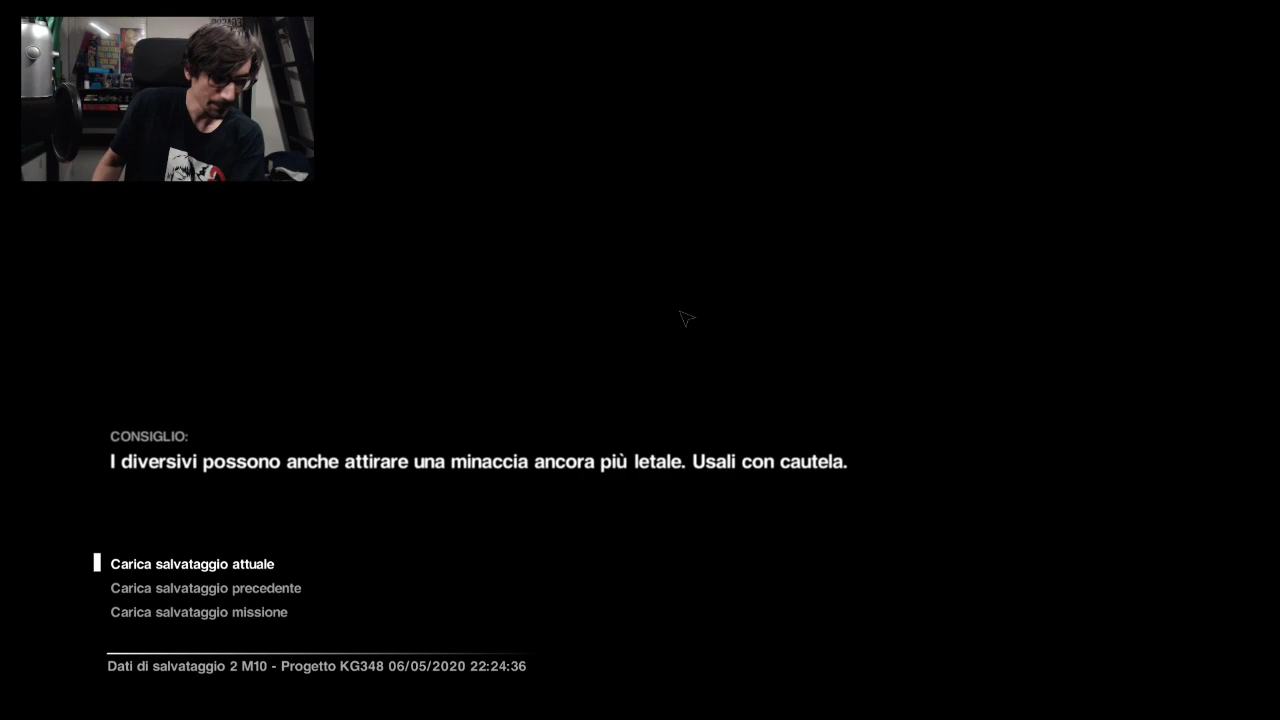 CONSIGLIO:
I diversivi possono anche attirare una minaccia ancora più letale. Usali con cautela.
Carica salvataggio attuale
Carica salvataggio precedente
Carica salvataggio missione
Dati di salvataggio 2 M10 - Progetto KG348 06/05/2020 22:24:36